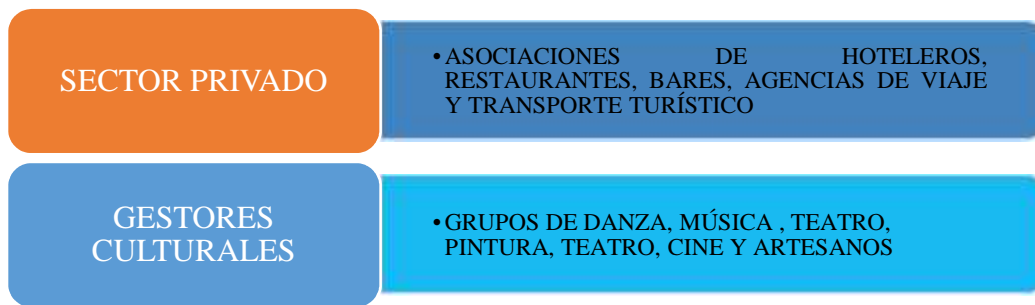 SECTOR PRIVADO
• ASOCIACIONES DE HOTELEROS,
RESTAURANTES, BARES, AGENCIAS DE VIAJE
Y TRANSPORTE TURÍSTICO
GESTORES
CULTURALES
• GRUPOS DE DANZA, MÚSICA , TEATRO,
PINTURA, TEATRO, CINE Y ARTESANOS